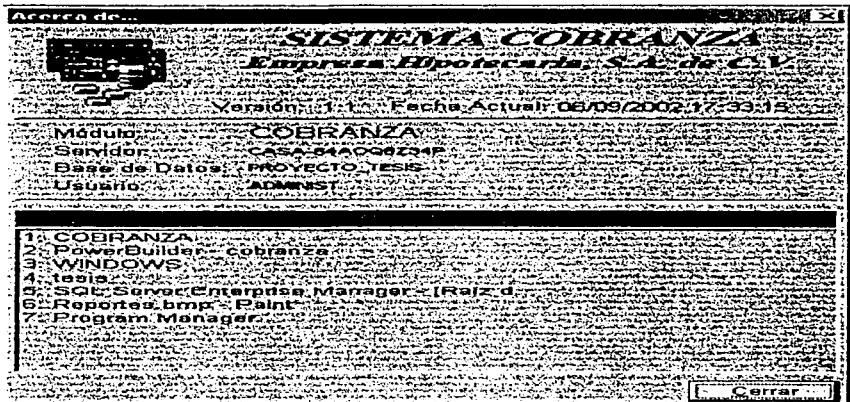 Acerca de...
SISTEMA COBRANZA
Empresa Hipotecaria, S.A. de C.V.
Versión: 1.1 Fecha Actual: 06/09/2002 17:33:15
Módulo: COBRANZA
Servidor:
Base de Datos: PROYECTO_TESIS
Usuario: ADMINIST
1: COBRANZA
2: PowerBuilder - cobranza
3: WINDOWS
4: tesis
5: SQL Server Enterprise Manager - [Raíz d
6: Reportes.bmp - Paint
7: Program Manager
Cerrar